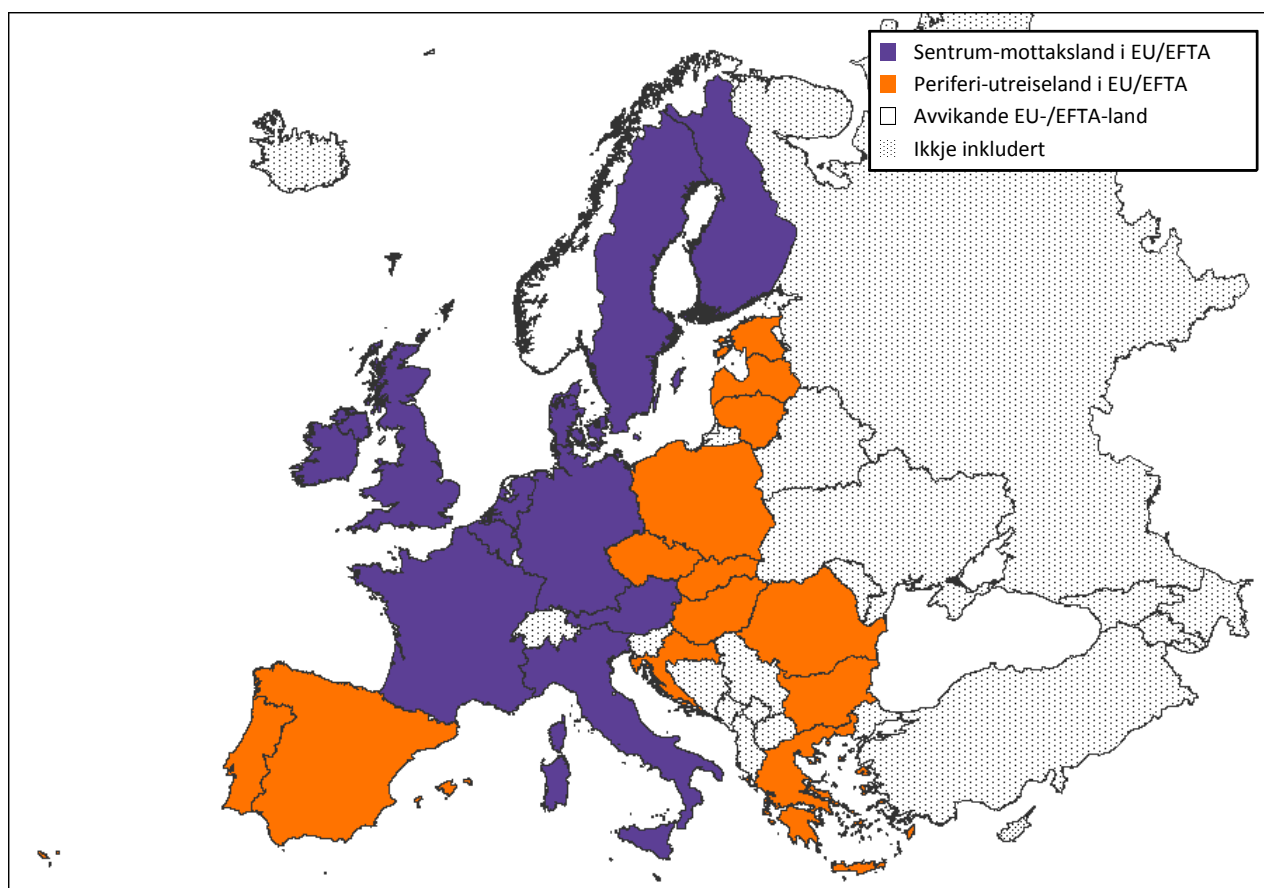 Sentrum-mottaksland i EU/EFTA
Periferi-utreiseland i EU/EFTA
Avvikande EU-/EFTA-land
Ikkje inkludert